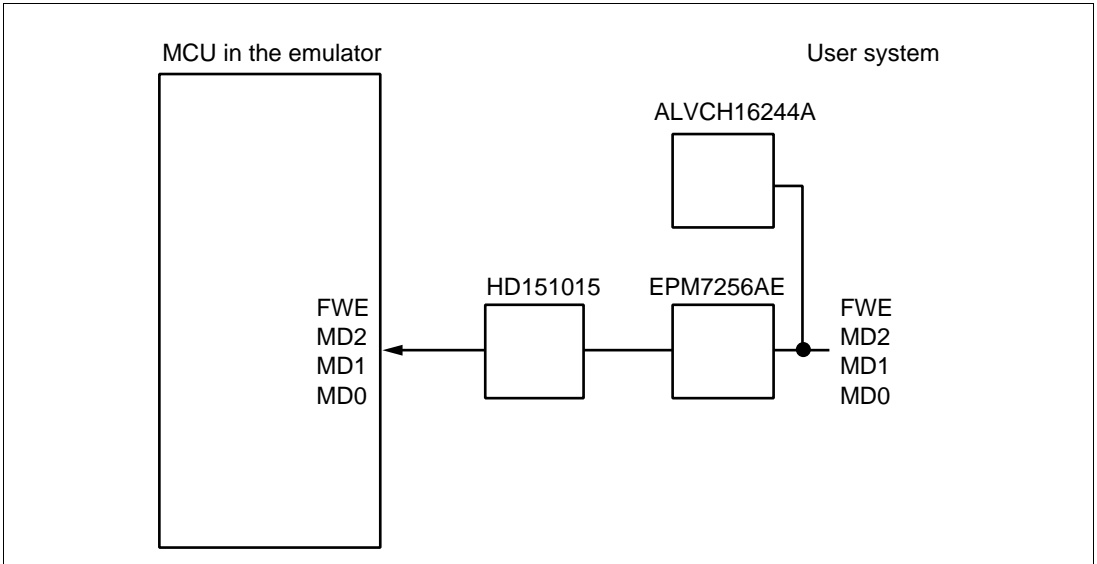 MCU in the emulator
User system
ALVCH16244A
HD151015
EPM7256AE
FWE
MD2
MD1
MD0
FWE
MD2
MD1
MD0